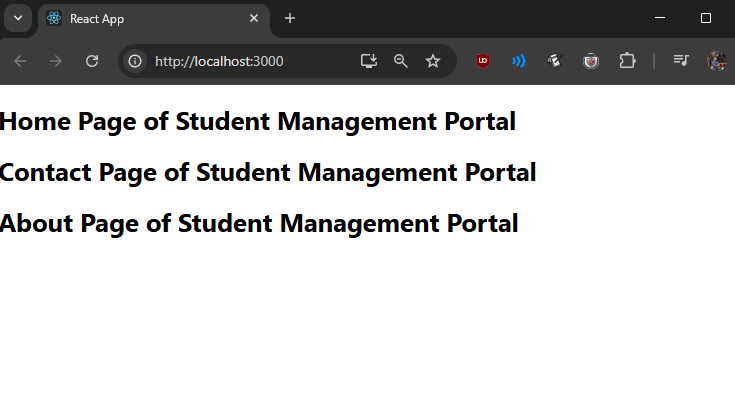 React App
http://localhost:3000
UD
Home Page of Student Management Portal
Contact Page of Student Management Portal
About Page of Student Management Portal